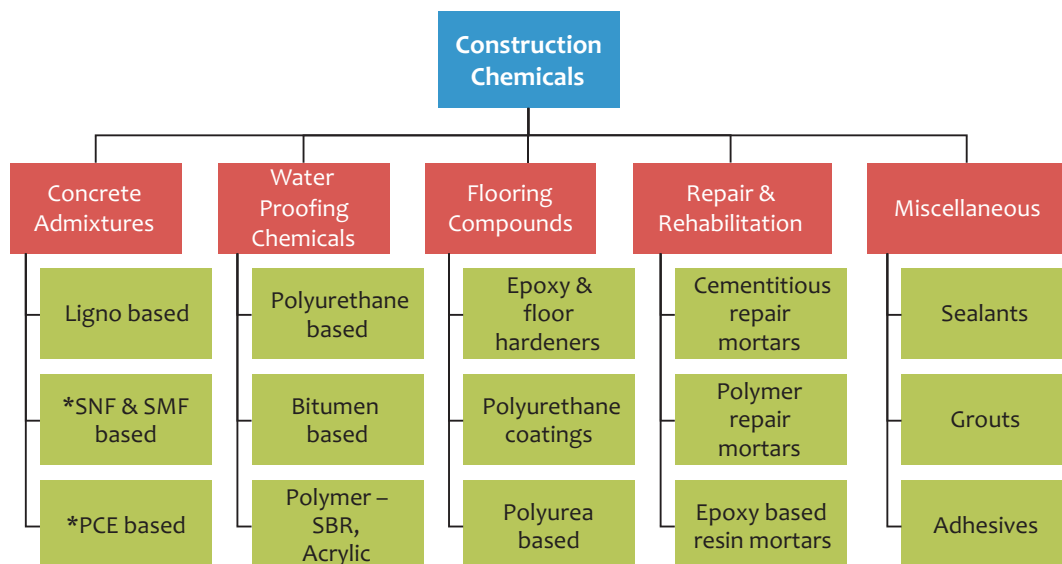 Construction
Chemicals
Concrete
Admixtures
Water
Proofing
Chemicals
Flooring
Compounds
Repair &
Rehabilitation
Miscellaneous
Ligno based
*SNF & SMF
based
*PCE based
Polyurethane
based
Bitumen
based
Polymer –
SBR,
Acrylic
Epoxy &
floor
hardeners
Polyurethane
coatings
Polyurea
based
Cementitious
repair
mortars
Polymer
repair
mortars
Epoxy based
resin mortars
Sealants
Grouts
Adhesives